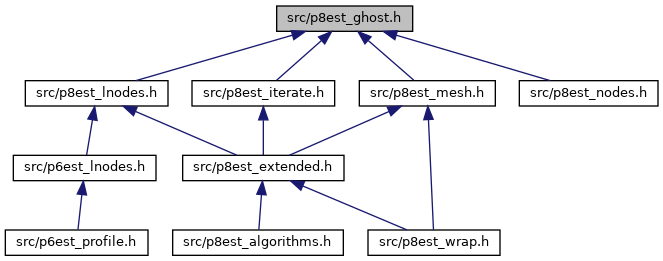 src/p8est_ghost.h
src/p8est_lnodes.h
src/p8est_iterate.h
src/p8est_mesh.h
src/p8est_nodes.h
src/p6est_lnodes.h
src/p8est_extended.h
src/p6est_profile.h
src/p8est_algorithms.h
src/p8est_wrap.h